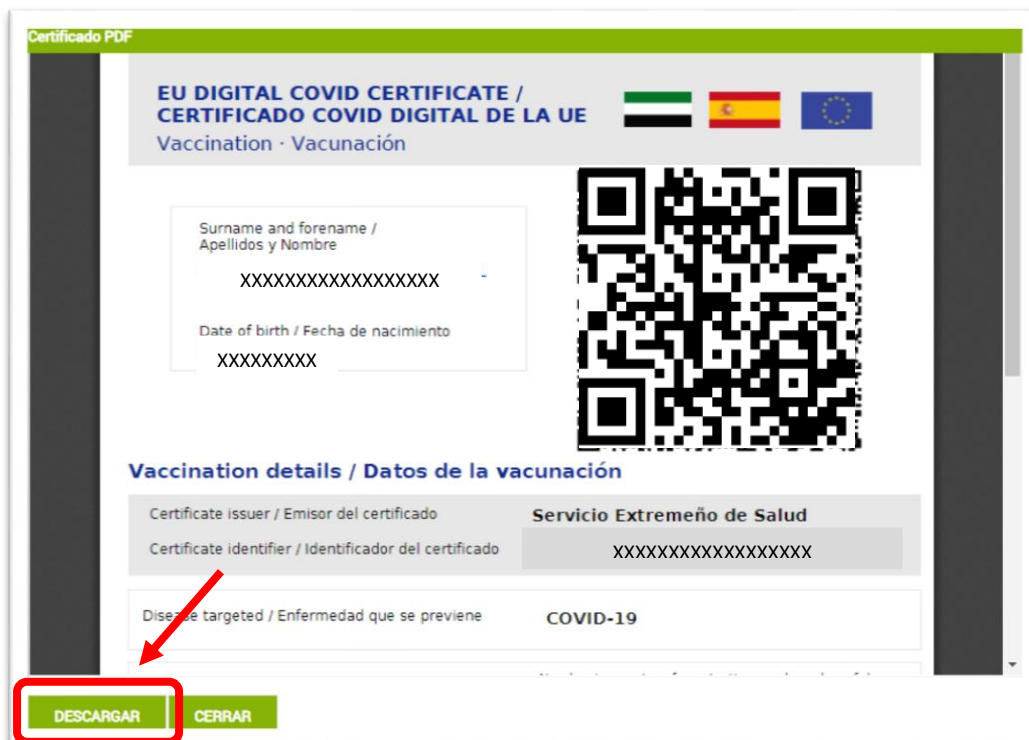 Certificado PDF
EU DIGITAL COVID CERTIFICATE /
CERTIFICADO COVID DIGITAL DE LA UE
Vaccination · Vacunación
Surname and forename /
Apellidos y Nombre
XXXXXXXXXXXXXXXXXX
Date of birth / Fecha de nacimiento
XXXXXXXXX
Vaccination details / Datos de la vacunación
Certificate issuer / Emisor del certificado Servicio Extremeño de Salud
Certificate identifier / Identificador del certificado XXXXXXXXXXXXXXXXXX
Disease targeted / Enfermedad que se previene COVID-19
DESCARGAR CERRAR